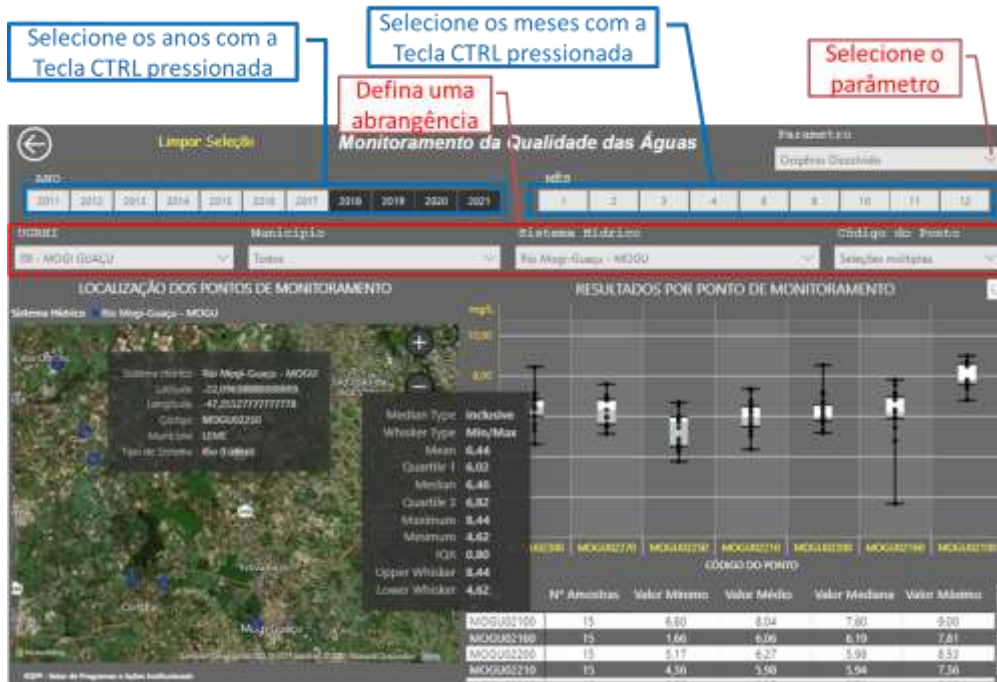 Selecione os anos com a
Tecla CTRL pressionada
Selecione os meses com a
Tecla CTRL pressionada
Selecione o
parâmetro
Defina uma
abrangência
Limpar Seleção
Monitoramento da Qualidade das Águas
Parametro
Oxigênio Dissolvido
ANO
MÊS
2011 2012 2013 2014 2015 2016 2017 2018 2019 2020 2021
1 2 3 4 6 8 10 11 12
UGRHI
Município
Sistema Hídrico
Código do Ponto
09 - MOGI GUAÇU
Todos
Rio Mogi-Guaçu - MOGU
Seleções múltiplas
LOCALIZAÇÃO DOS PONTOS DE MONITORAMENTO
RESULTADOS POR PONTO DE MONITORAMENTO
Sistema Hídrico Rio Mogi-Guaçu - MOGU
mg/L
10,00
8,00
Sistema Hídrico Rio Mogi-Guaçu - MOGU
Latitude
Longitude
Código MOGU02250
Município LEME
Tipo de Sistema
Median Type Inclusive
Whisker Type Min/Max
Mean 6,44
Quartile 1 6,02
Median 6,46
Quartile 3 6,82
Maximum 8,44
Minimum 4,62
IQR 0,80
Upper Whisker 8,44
Lower Whisker 4,62
MOGU02270 MOGU02250 MOGU02210 MOGU02200 MOGU02160 MOGU02100
CÓDIGO DO PONTO
Nº Amostras Valor Mínimo Valor Médio Valor Mediana Valor Máximo
MOGU02100 15 6,80 8,04 7,80 9,00
MOGU02160 15 1,66 6,06 6,19 7,81
MOGU02200 15 5,17 6,27 5,98 8,53
MOGU02210 15 4,36 5,98 5,94 7,36
Mogi Guaçu